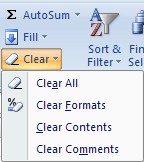 Σ AutoSum
Fill
Clear
Sort &
Filter
Fin
Sel
Clear All
Clear Formats
Clear Contents
Clear Comments